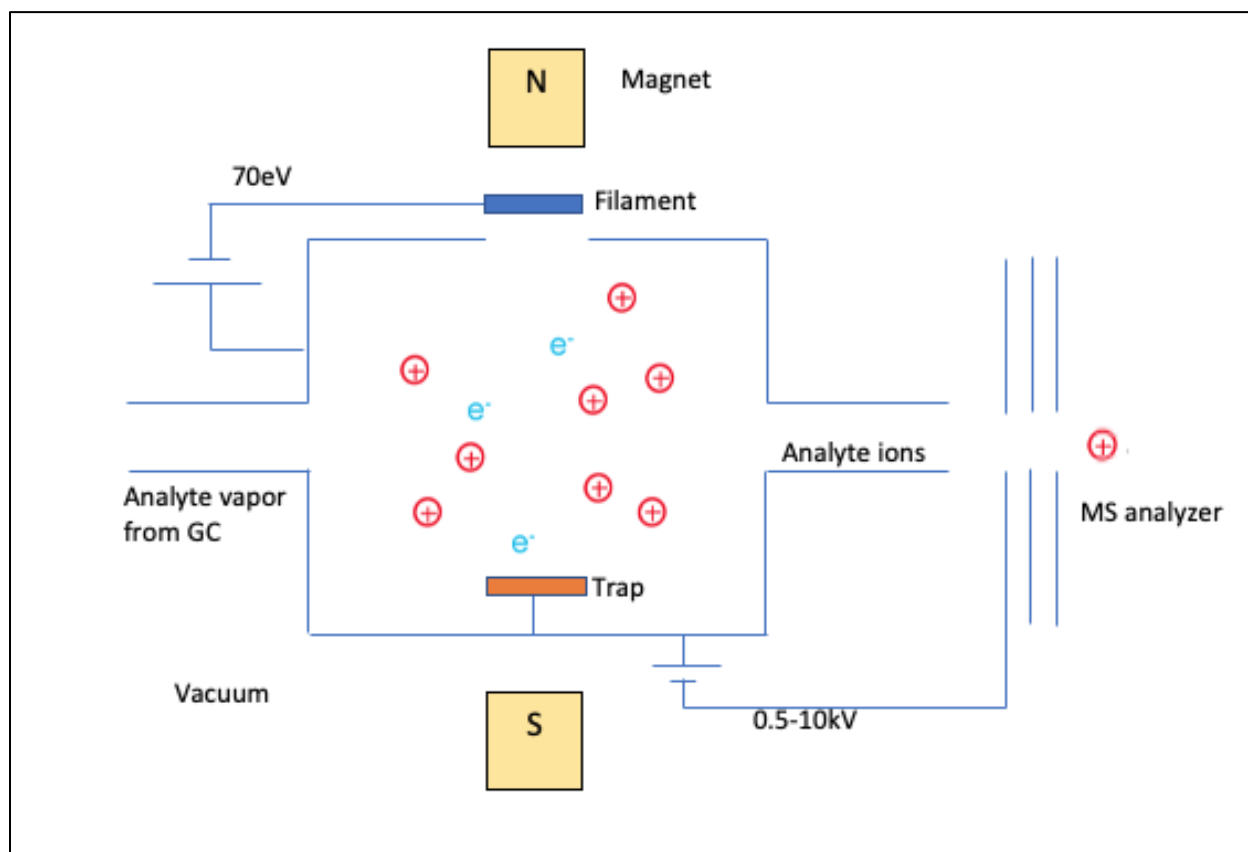 N
Magnet
70eV
Filament
e-
e-
Analyte ions
Analyte vapor
from GC
MS analyzer
e-
Trap
Vacuum
S
0.5-10kV
+
+
+
+
+
+
+
+
+